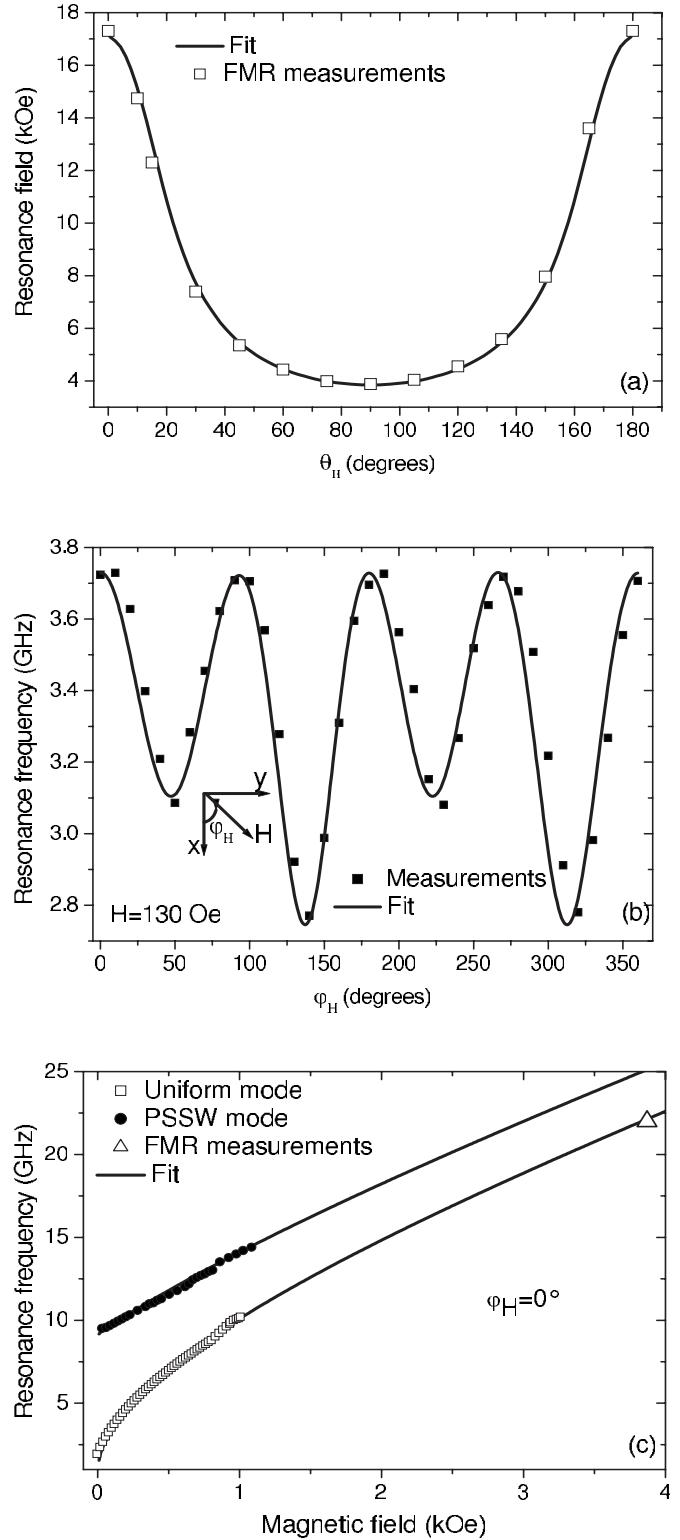 18
16
14
12
10
8
6
4
Resonance field (kOe)
Fit
FMR measurements
(a)
0 20 40 60 80 100 120 140 160 180
θH (degrees)
3.8
3.6
3.4
3.2
3.0
2.8
Resonance frequency (GHz)
y
φH
H
x
Measurements
Fit
H=130 Oe
(b)
0 50 100 150 200 250 300 350
φH (degrees)
25
20
15
10
5
Resonance frequency (GHz)
Uniform mode
PSSW mode
FMR measurements
Fit
φH=0°
(c)
0 1 2 3 4
Magnetic field (kOe)